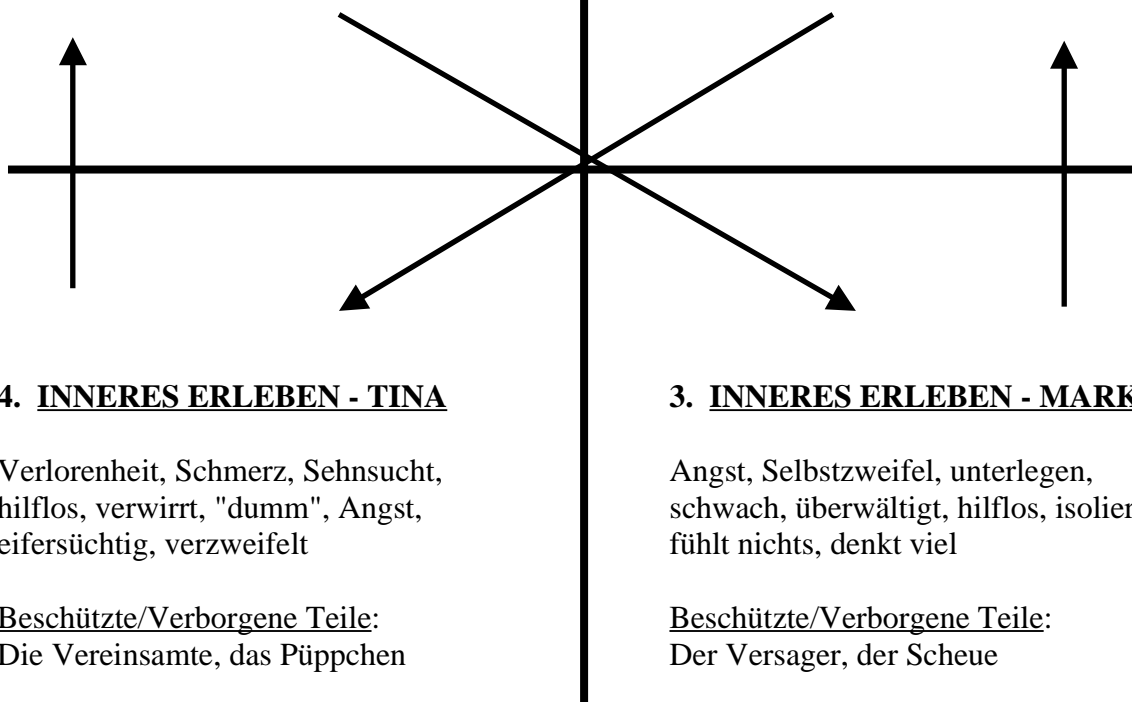 4. INNERES ERLEBEN - TINA
Verlorenheit, Schmerz, Sehnsucht,
hilflos, verwirrt, "dumm", Angst,
eifersüchtig, verzweifelt
Beschützte/Verborgene Teile:
Die Vereinsamte, das Püppchen
3. INNERES ERLEBEN - MARK
Angst, Selbstzweifel, unterlegen,
schwach, überwältigt, hilflos, isolier
fühlt nichts, denkt viel
Beschützte/Verborgene Teile:
Der Versager, der Scheue